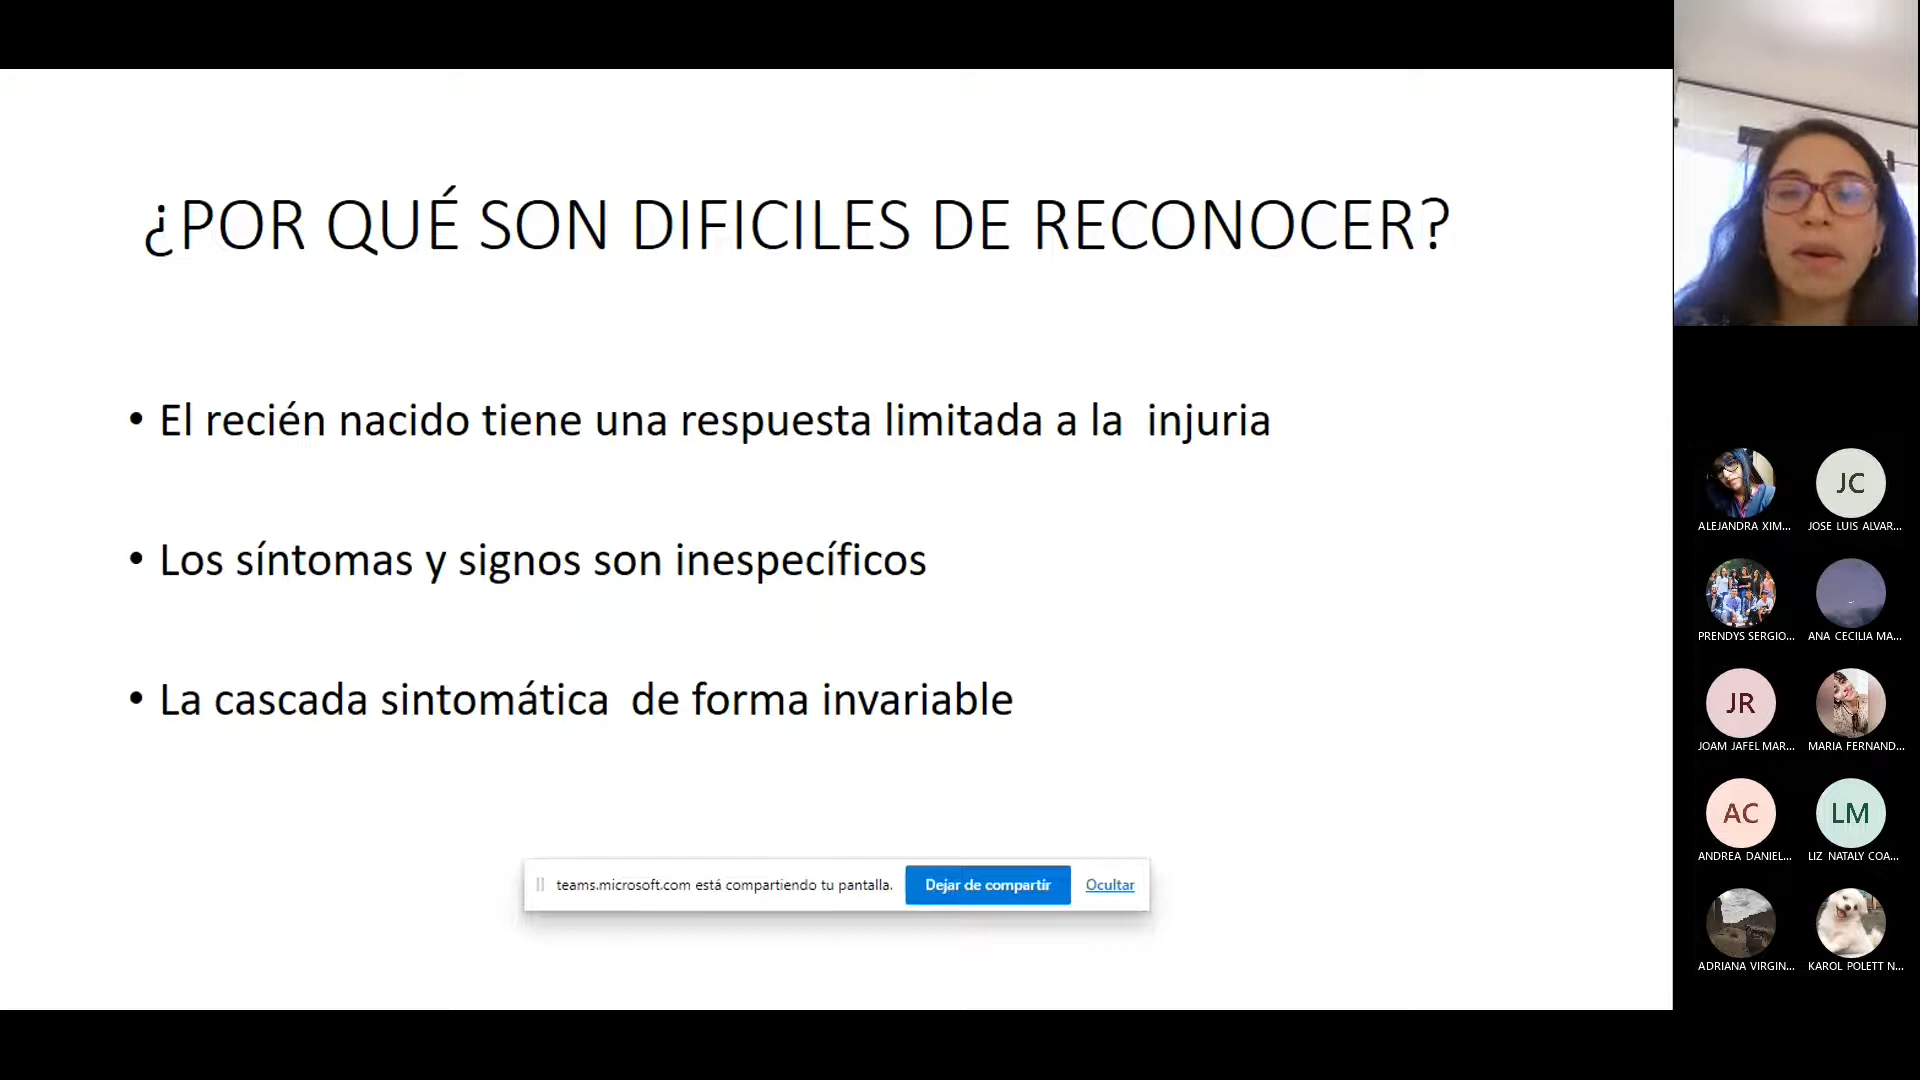 ¿POR QUÉ SON DIFICILES DE RECONOCER?
• El recién nacido tiene una respuesta limitada a la  injuria
• Los síntomas y signos son inespecíficos
• La cascada sintomática  de forma invariable
teams.microsoft.com está compartiendo tu pantalla. Dejar de compartir Ocultar
JC
ALEJANDRA XIM... JOSE LUIS ALVAR...
PRENDYS SERGIO... ANA CECILIA MA...
JR
JOAM JAFEL MAR... MARIA FERNAND...
AC LM
ANDREA DANIEL... LIZ NATALY COA...
ADRIANA VIRGIN... KAROL POLETT N...